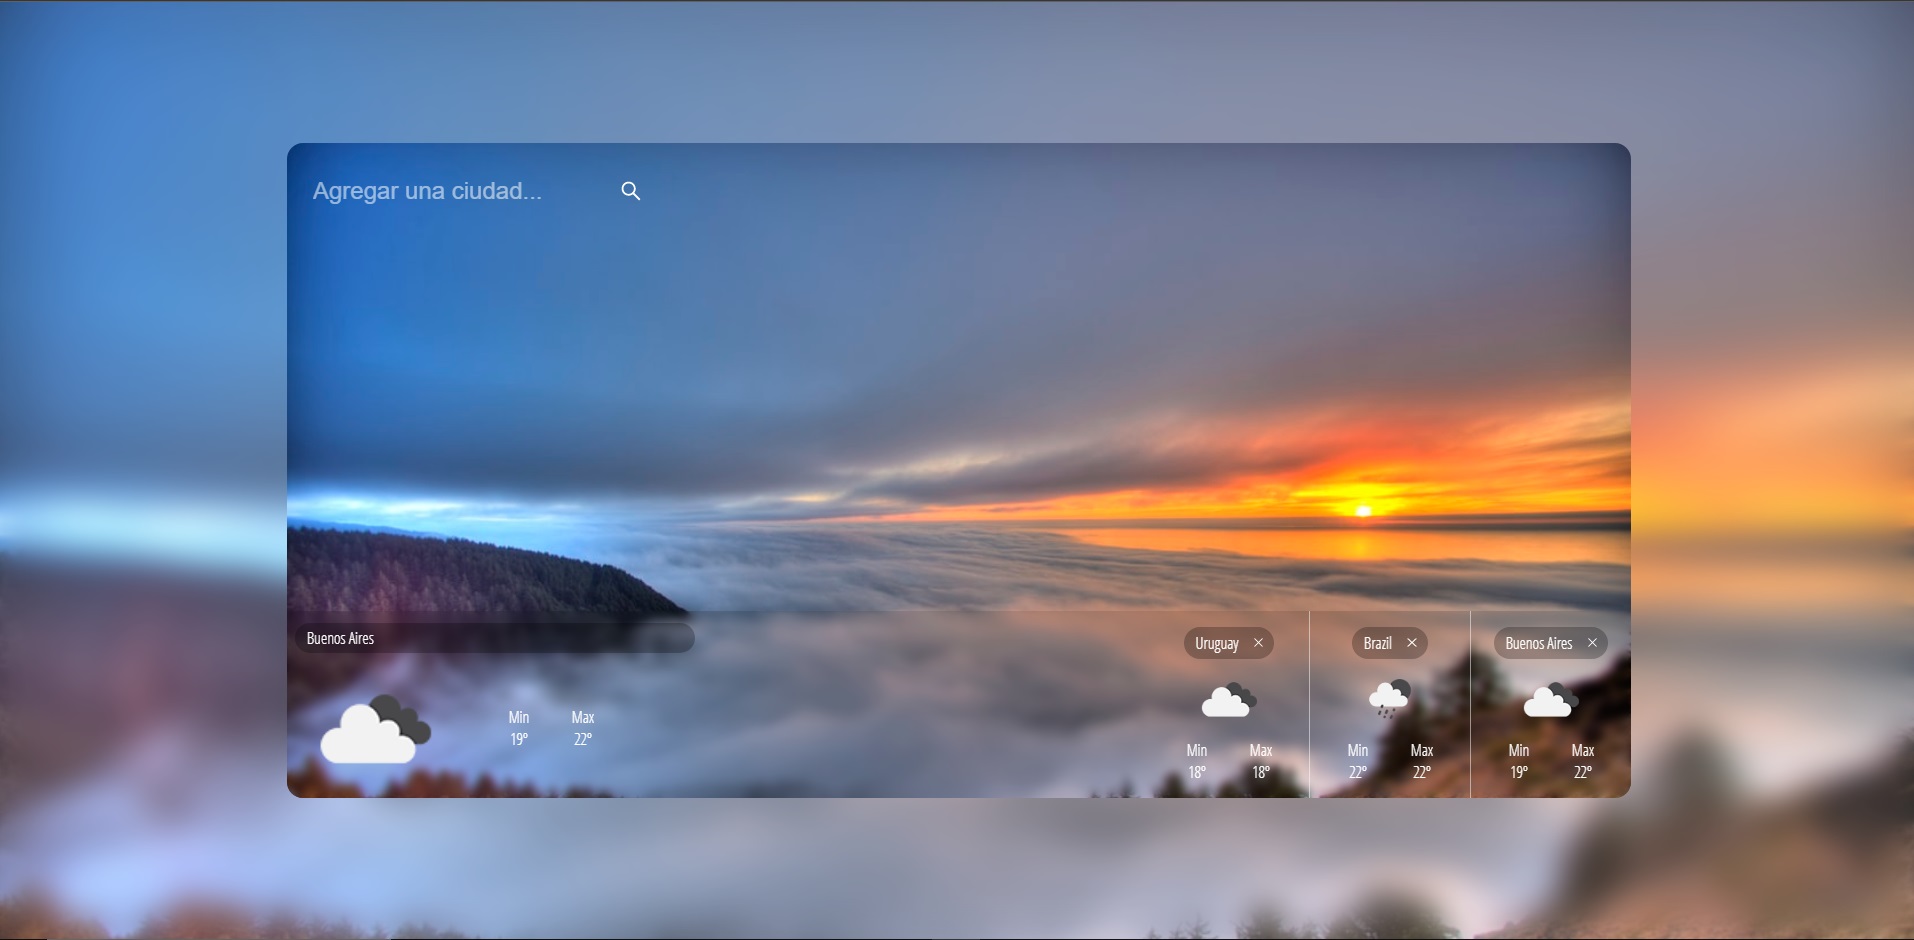 Agregar una ciudad...
Buenos Aires
Min Max
19° 22°
Uruguay ×
Min Max
18° 18°
Brazil ×
Min Max
22° 22°
Buenos Aires ×
Min Max
19° 22°